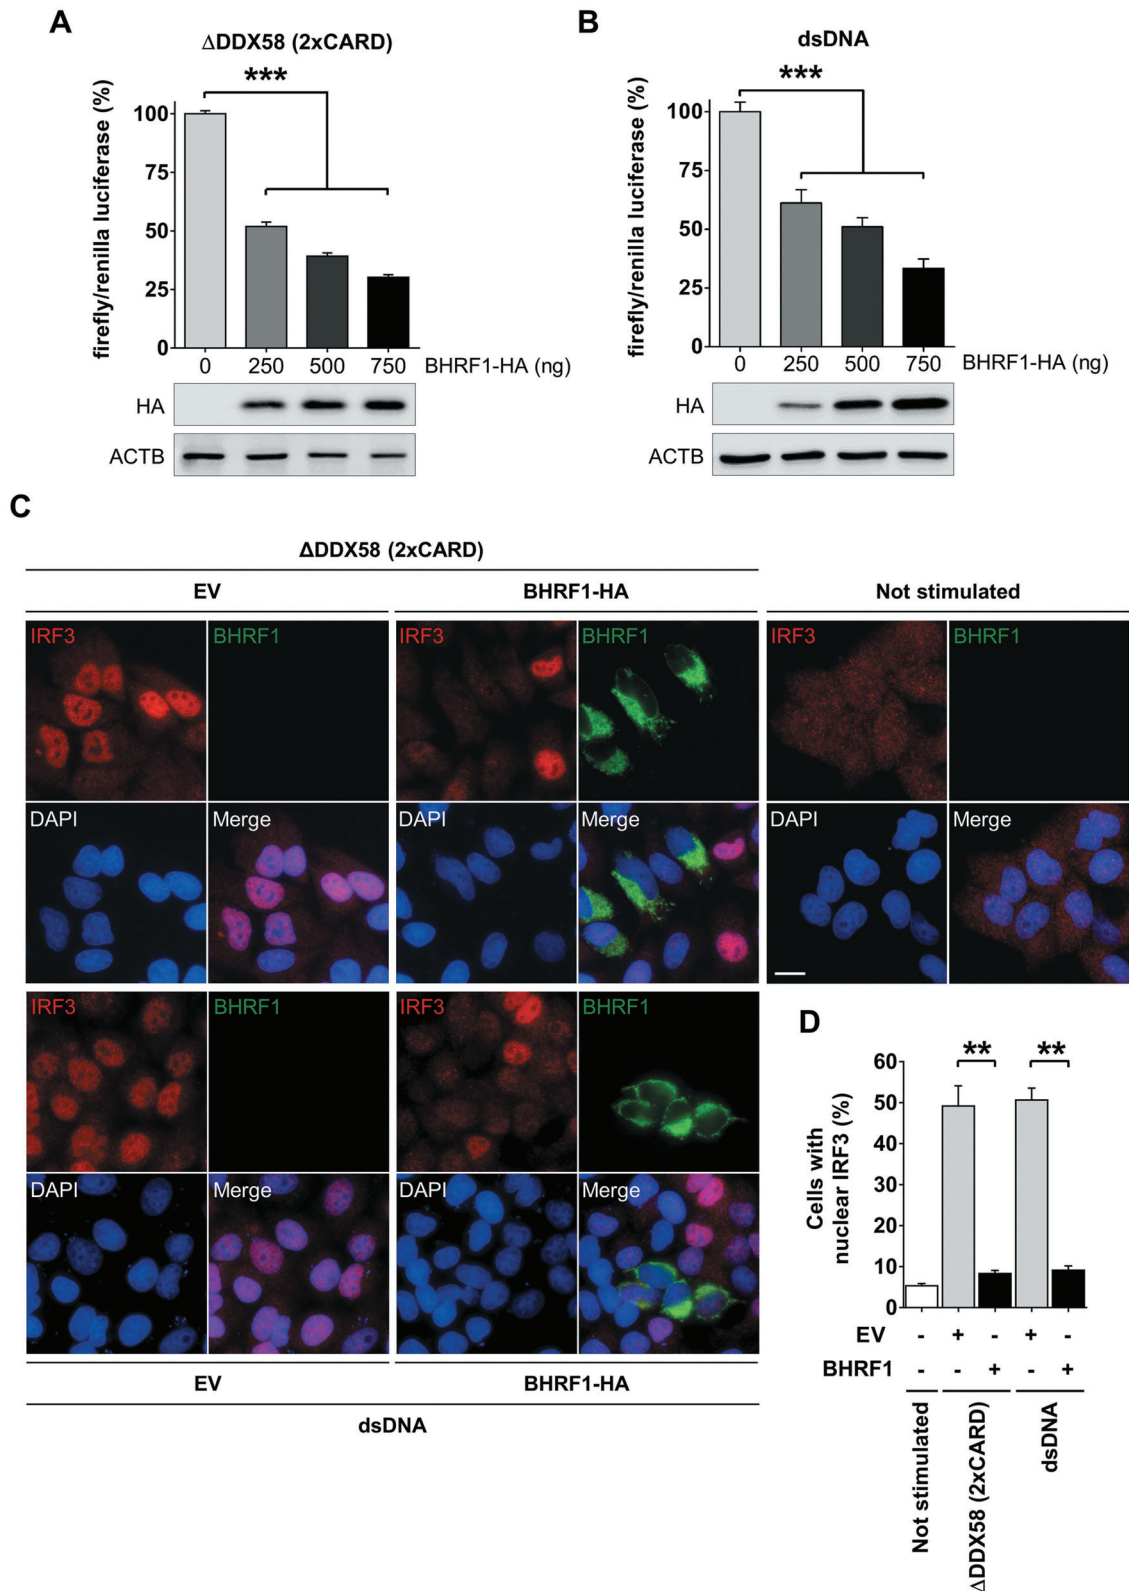 A
ΔDDX58 (2xCARD)
***
firefly/renilla luciferase (%)
100
75
50
25
0
0 250 500 750 BHRF1-HA (ng)
HA
ACTB
B
dsDNA
***
firefly/renilla luciferase (%)
100
75
50
25
0
0 250 500 750 BHRF1-HA (ng)
HA
ACTB
C
ΔDDX58 (2xCARD)
EV BHRF1-HA Not stimulated
IRF3 BHRF1 IRF3 BHRF1 IRF3 BHRF1
DAPI Merge DAPI Merge DAPI Merge
IRF3 BHRF1 IRF3 BHRF1
DAPI Merge DAPI Merge
EV BHRF1-HA
dsDNA
D
** **
Cells with
nuclear IRF3 (%)
60
50
40
30
20
10
0
EV - + - + -
BHRF1 - - + - +
Not stimulated
ΔDDX58 (2xCARD)
dsDNA